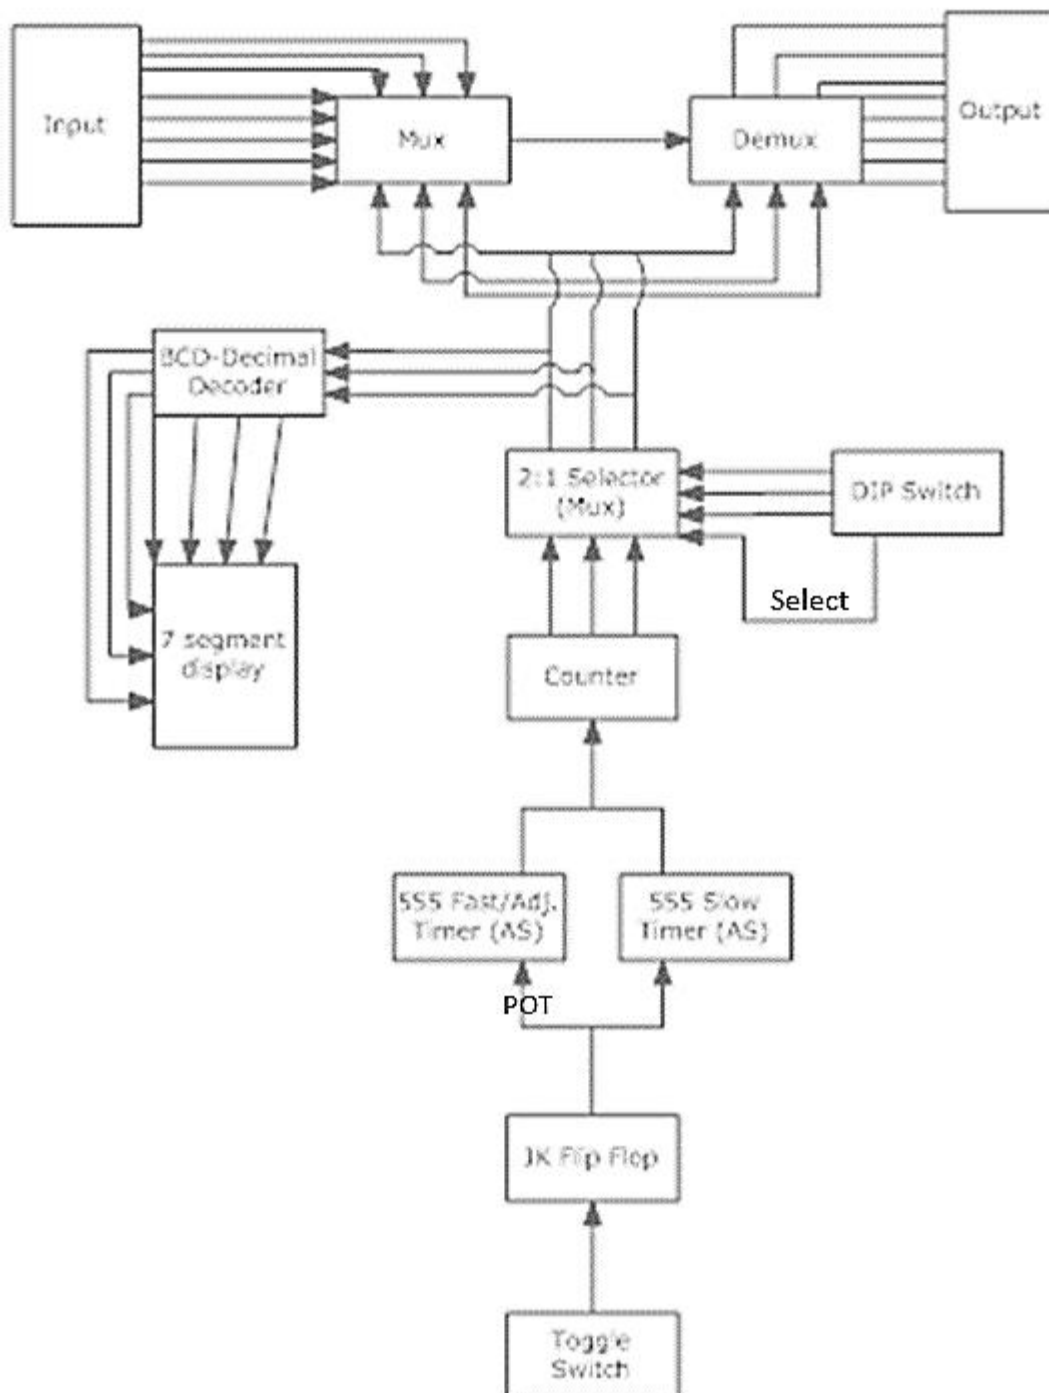 Input
Mux
Demux
Output
BCD-Decimal
Decoder
2:1 Selector
(Mux)
DIP Switch
Select
7 segment
display
Counter
555 Fast/Adj.
Timer (AS)
555 Slow
Timer (AS)
POT
JK Flip Flop
Toggle
Switch